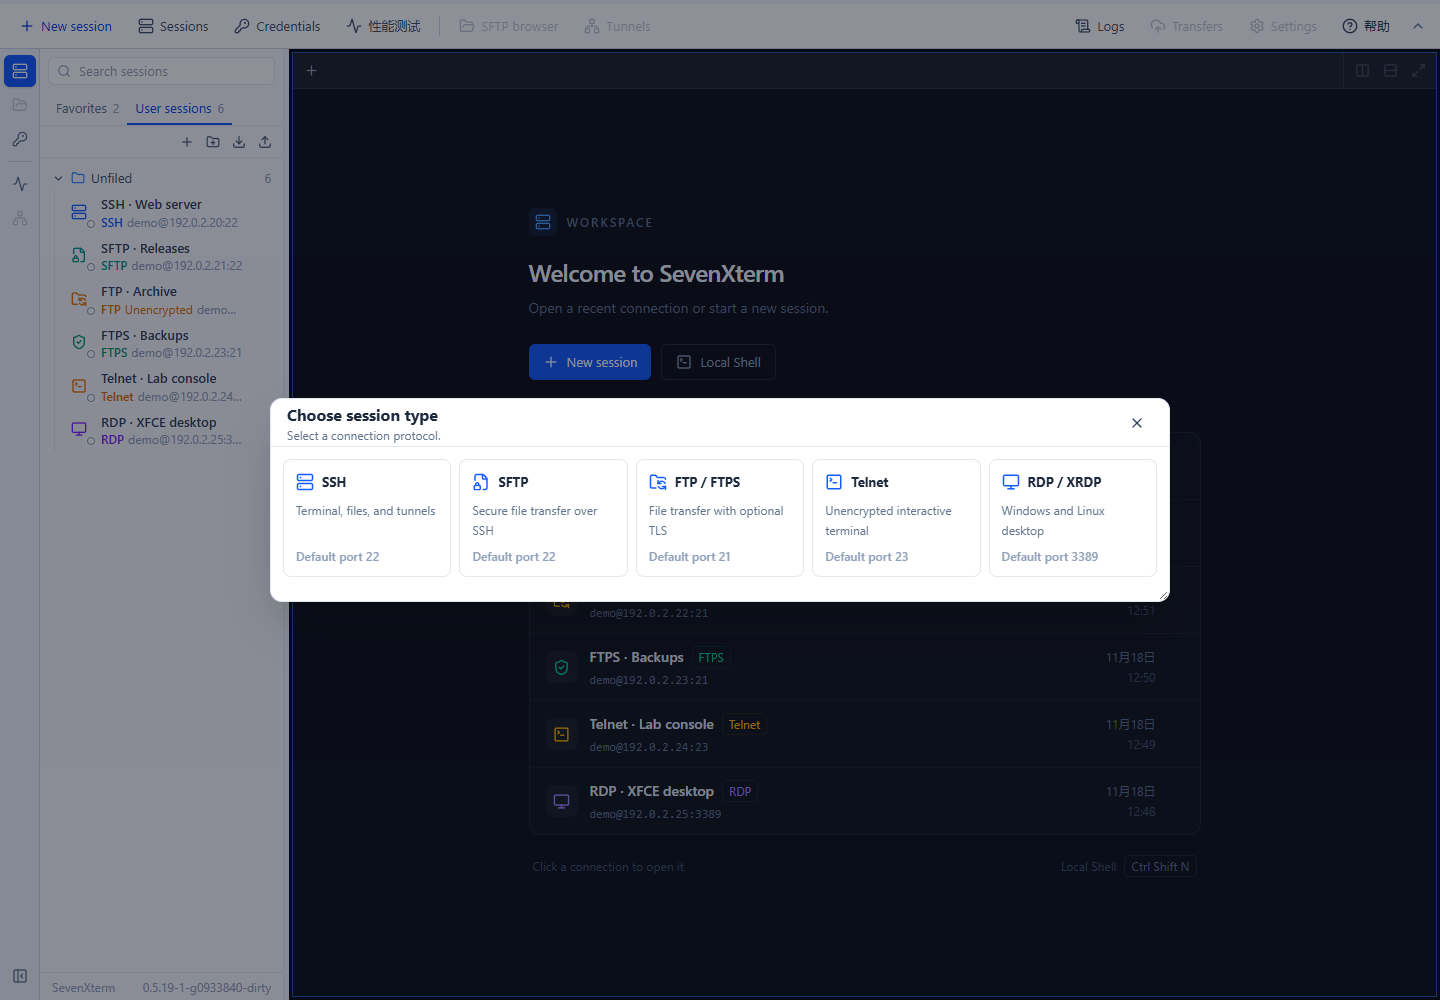 New session
Sessions
Credentials
性能测试
SFTP browser
Tunnels
Logs
Transfers
Settings
帮助
Search sessions
Favorites 2
User sessions 6
Unfiled 6
SSH · Web server
SSH demo@192.0.2.20:22
SFTP · Releases
SFTP demo@192.0.2.21:22
FTP · Archive
FTP Unencrypted demo...
FTPS · Backups
FTPS demo@192.0.2.23:21
Telnet · Lab console
Telnet demo@192.0.2.24...
RDP · XFCE desktop
RDP demo@192.0.2.25:3...
SevenXterm 0.5.19-1-g0933840-dirty
WORKSPACE
Welcome to SevenXterm
Open a recent connection or start a new session.
New session
Local Shell
Choose session type
Select a connection protocol.
SSH
Terminal, files, and tunnels
Default port 22
SFTP
Secure file transfer over
SSH
Default port 22
FTP / FTPS
File transfer with optional
TLS
Default port 21
Telnet
Unencrypted interactive
terminal
Default port 23
RDP / XRDP
Windows and Linux
desktop
Default port 3389
demo@192.0.2.22:21
12:51
FTPS · Backups FTPS
11月18日
demo@192.0.2.23:21
12:50
Telnet · Lab console Telnet
11月18日
demo@192.0.2.24:23
12:49
RDP · XFCE desktop RDP
11月18日
demo@192.0.2.25:3389
12:48
Click a connection to open it
Local Shell Ctrl Shift N